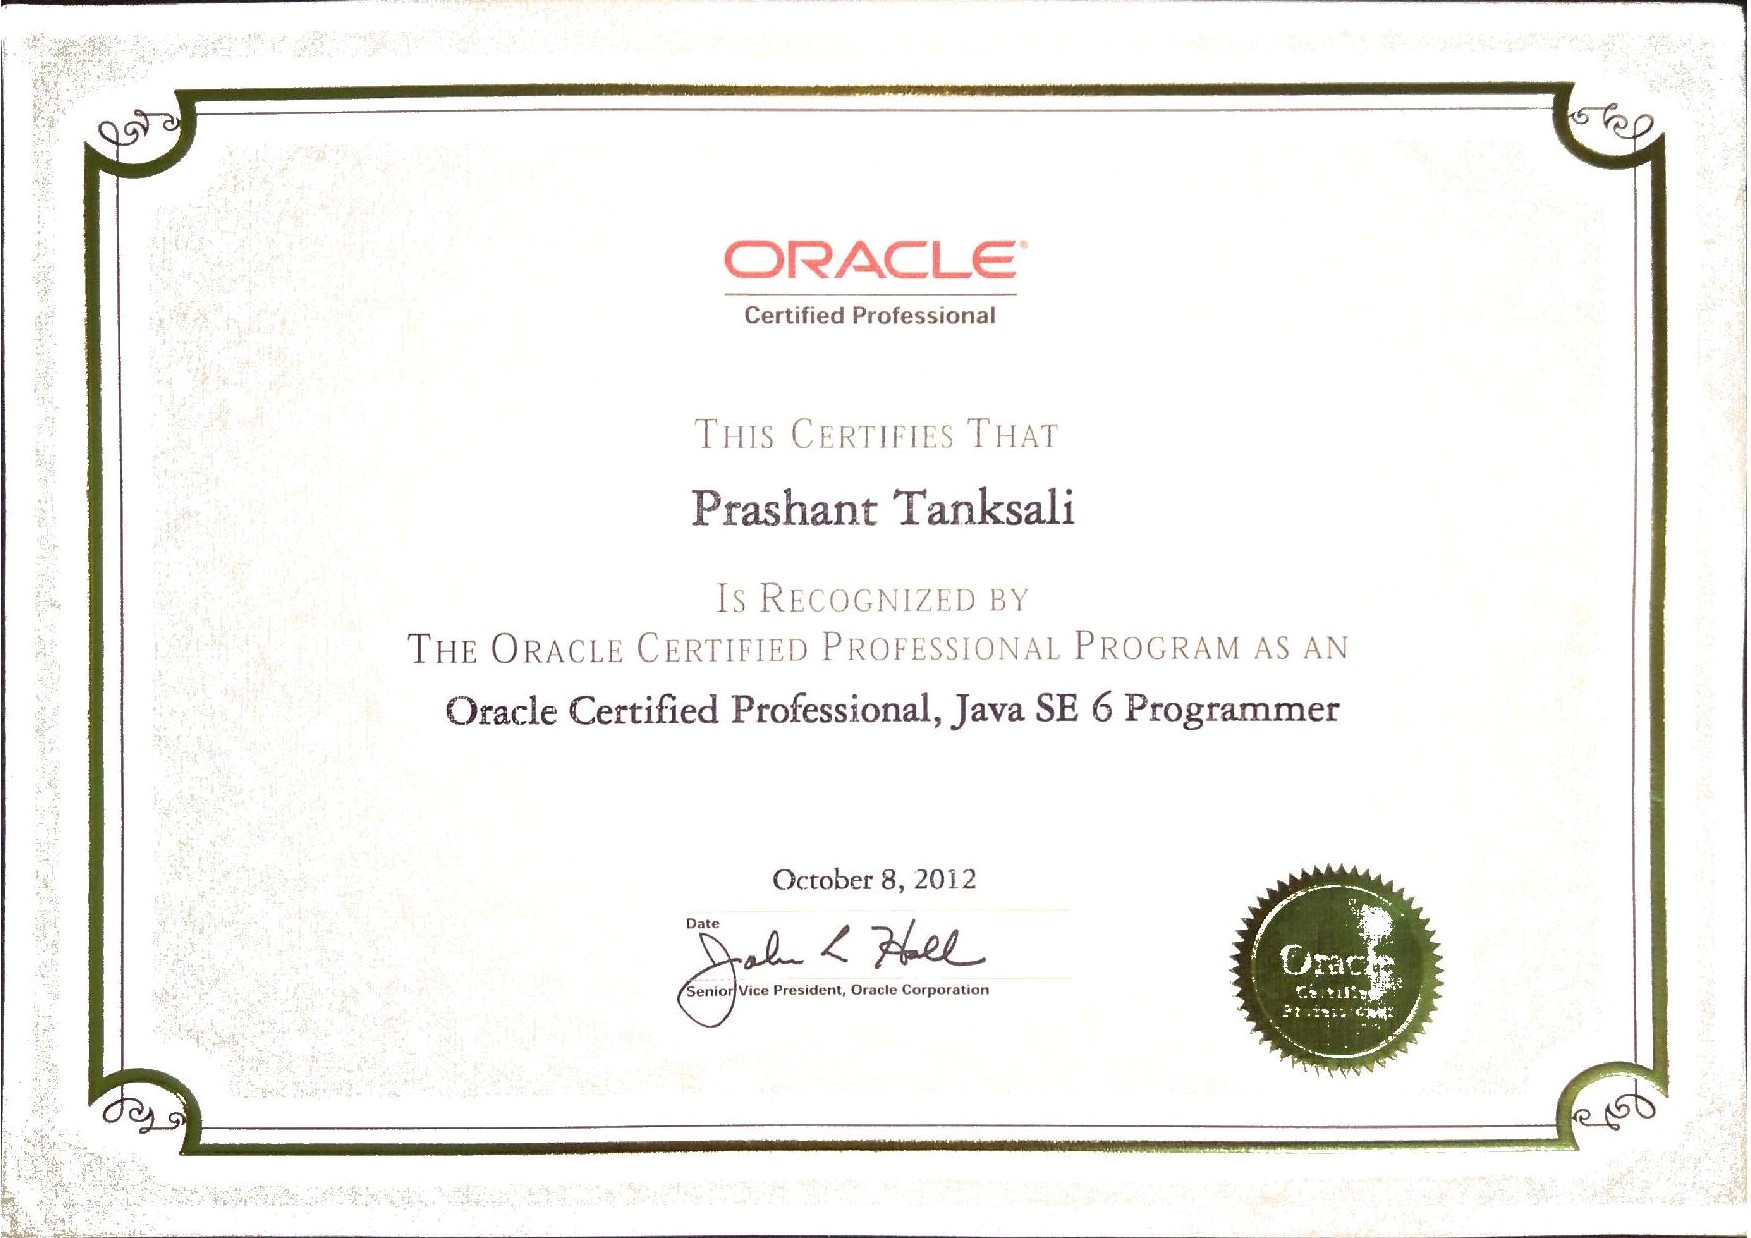 ORACLE®
Certified Professional
THIS CERTIFIES THAT
Prashant Tanksali
IS RECOGNIZED BY
THE ORACLE CERTIFIED PROFESSIONAL PROGRAM AS AN
Oracle Certified Professional, Java SE 6 Programmer
October 8, 2012
Date
John L Hall
Senior Vice President, Oracle Corporation
Oracle
Certified
Professional